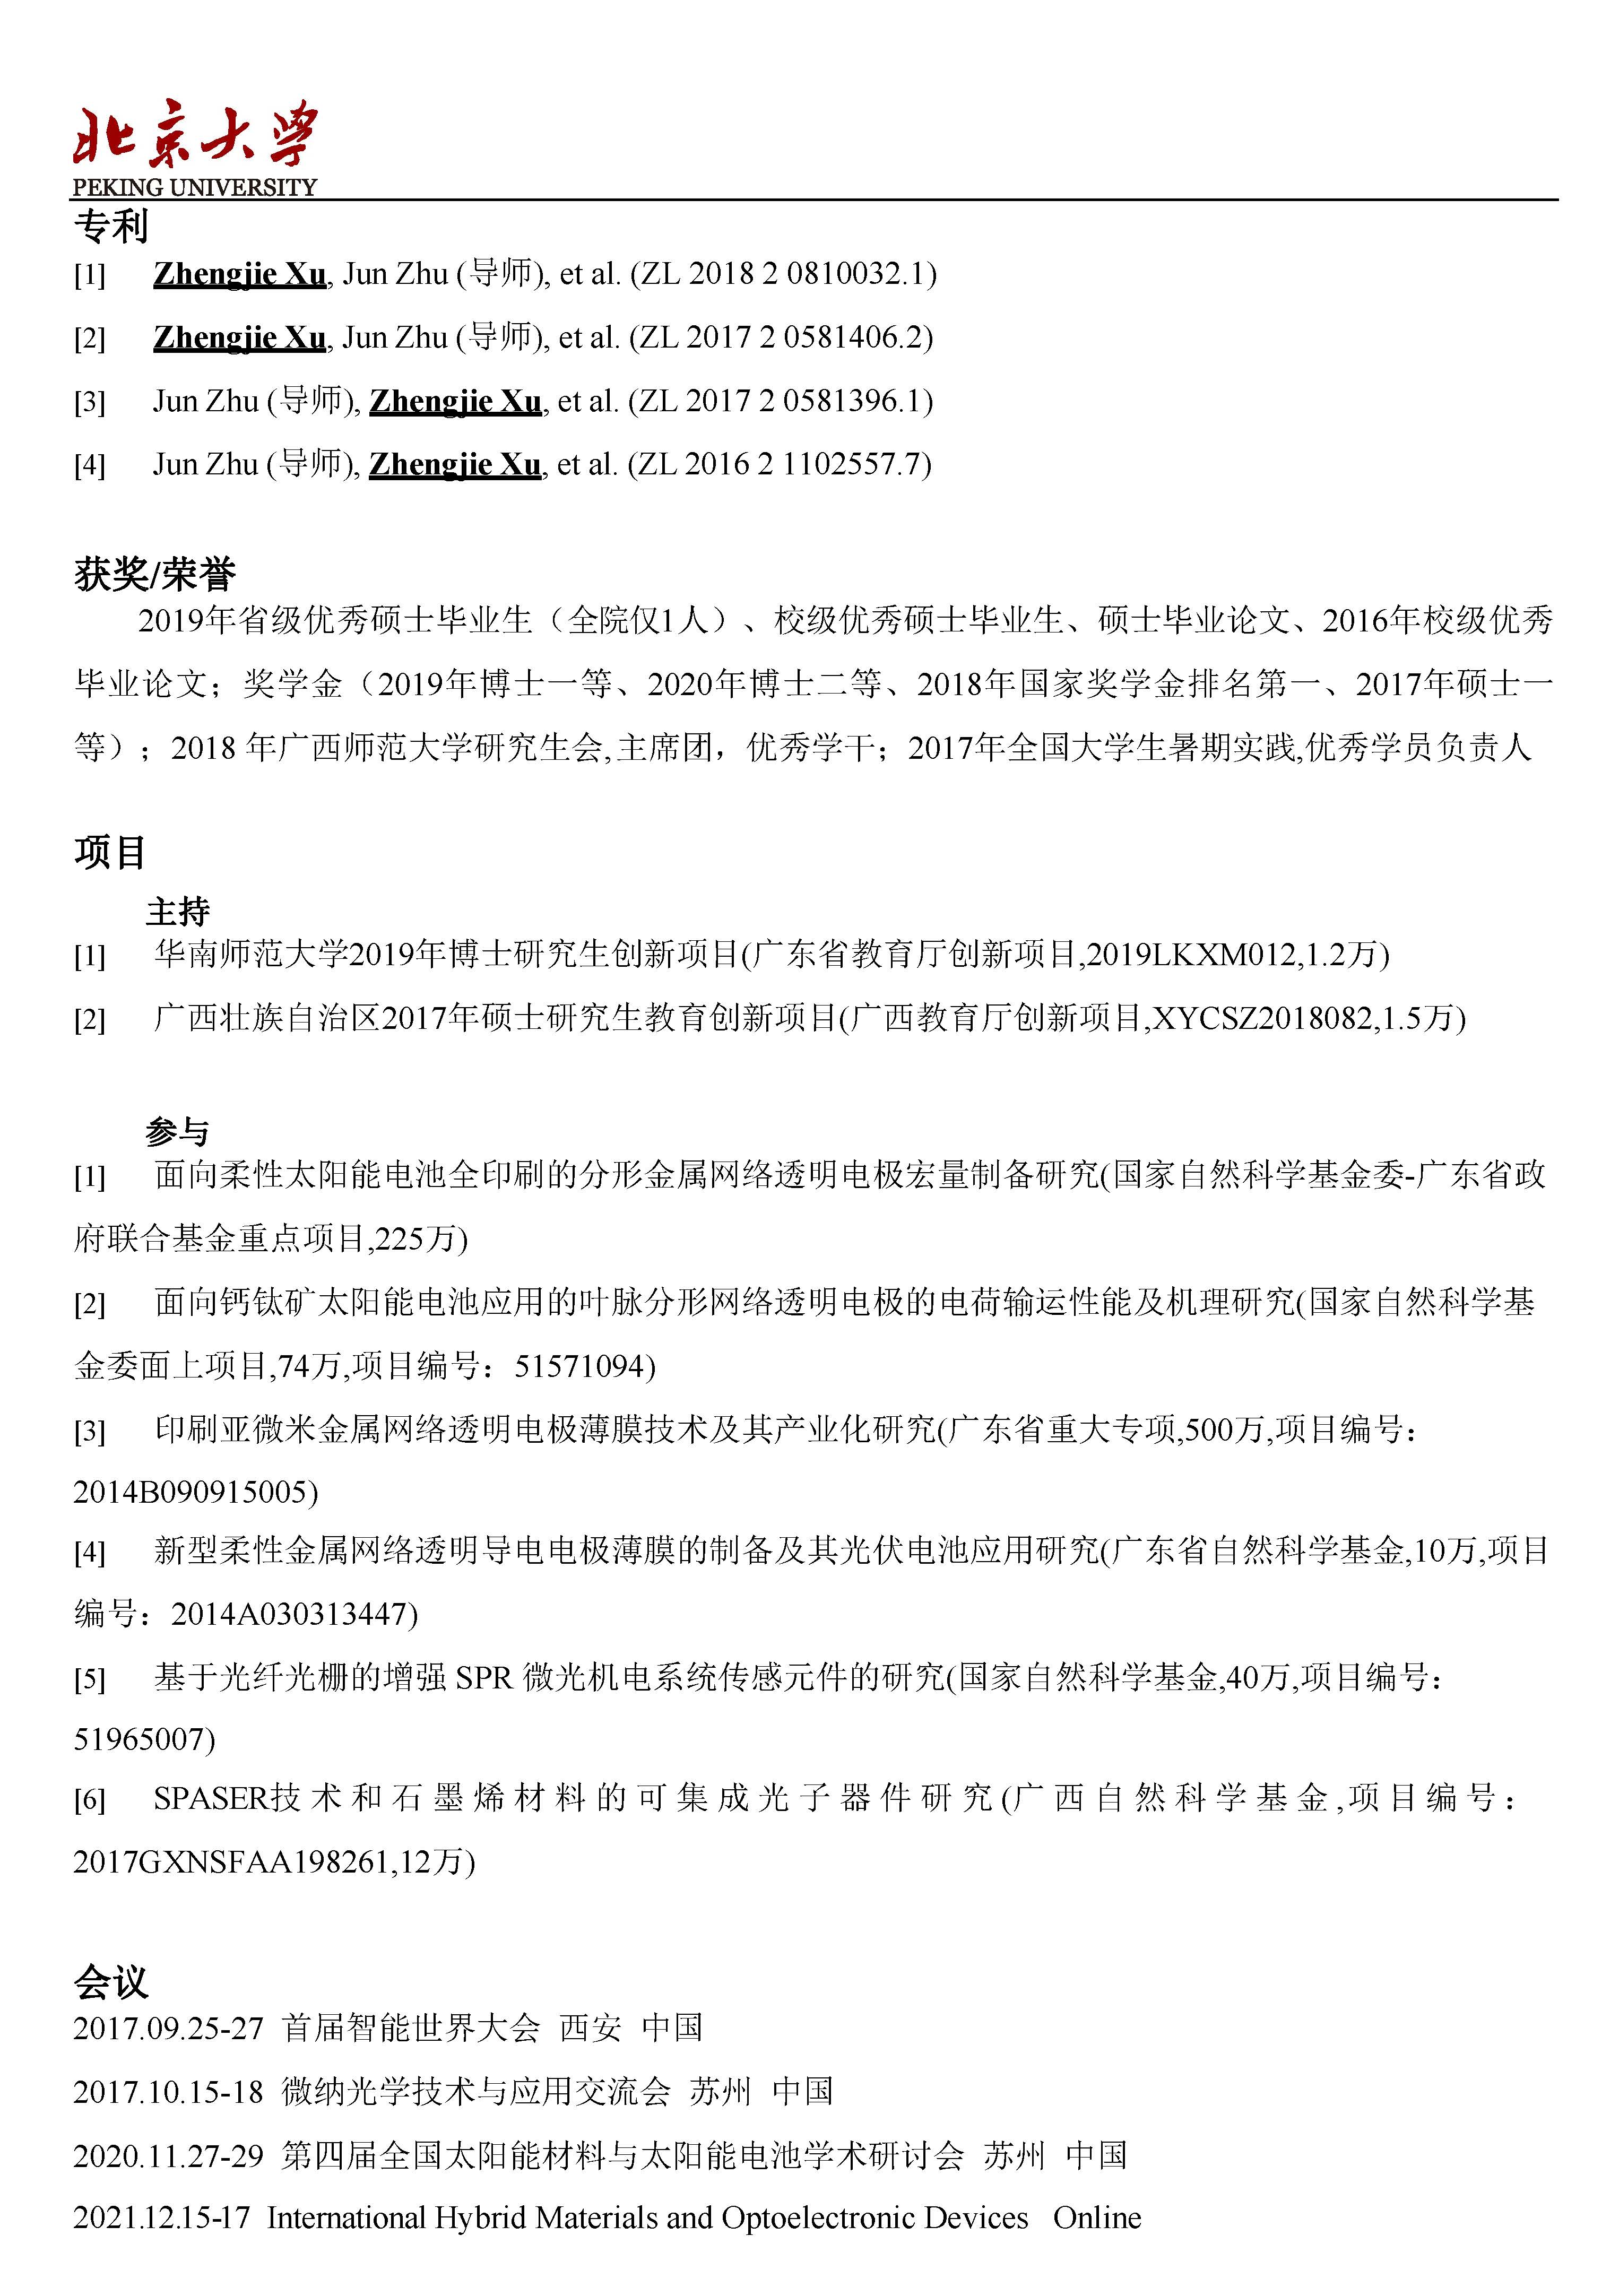 北京大学
PEKING UNIVERSITY
专利
[1] Zhengjie Xu, Jun Zhu (导师), et al. (ZL 2018 2 0810032.1)
[2] Zhengjie Xu, Jun Zhu (导师), et al. (ZL 2017 2 0581406.2)
[3] Jun Zhu (导师), Zhengjie Xu, et al. (ZL 2017 2 0581396.1)
[4] Jun Zhu (导师), Zhengjie Xu, et al. (ZL 2016 2 1102557.7)
获奖/荣誉
2019年省级优秀硕士毕业生（全院仅1人）、校级优秀硕士毕业生、硕士毕业论文、2016年校级优秀
毕业论文；奖学金（2019年博士一等、2020年博士二等、2018年国家奖学金排名第一、2017年硕士一
等）；2018 年广西师范大学研究生会,主席团，优秀学干；2017年全国大学生暑期实践,优秀学员负责人
项目
主持
[1] 华南师范大学2019年博士研究生创新项目(广东省教育厅创新项目,2019LKXM012,1.2万)
[2] 广西壮族自治区2017年硕士研究生教育创新项目(广西教育厅创新项目,XYCSZ2018082,1.5万)
参与
[1] 面向柔性太阳能电池全印刷的分形金属网络透明电极宏量制备研究(国家自然科学基金委-广东省政
府联合基金重点项目,225万)
[2] 面向钙钛矿太阳能电池应用的叶脉分形网络透明电极的电荷输运性能及机理研究(国家自然科学基
金委面上项目,74万,项目编号：51571094)
[3] 印刷亚微米金属网络透明电极薄膜技术及其产业化研究(广东省重大专项,500万,项目编号：
2014B090915005)
[4] 新型柔性金属网络透明导电电极薄膜的制备及其光伏电池应用研究(广东省自然科学基金,10万,项目
编号：2014A030313447)
[5] 基于光纤光栅的增强 SPR 微光机电系统传感元件的研究(国家自然科学基金,40万,项目编号：
51965007)
[6] SPASER技术和石墨烯材料的可集成光子器件研究(广西自然科学基金,项目编号：
2017GXNSFAA198261,12万)
会议
2017.09.25-27 首届智能世界大会 西安 中国
2017.10.15-18 微纳光学技术与应用交流会 苏州 中国
2020.11.27-29 第四届全国太阳能材料与太阳能电池学术研讨会 苏州 中国
2021.12.15-17 International Hybrid Materials and Optoelectronic Devices Online